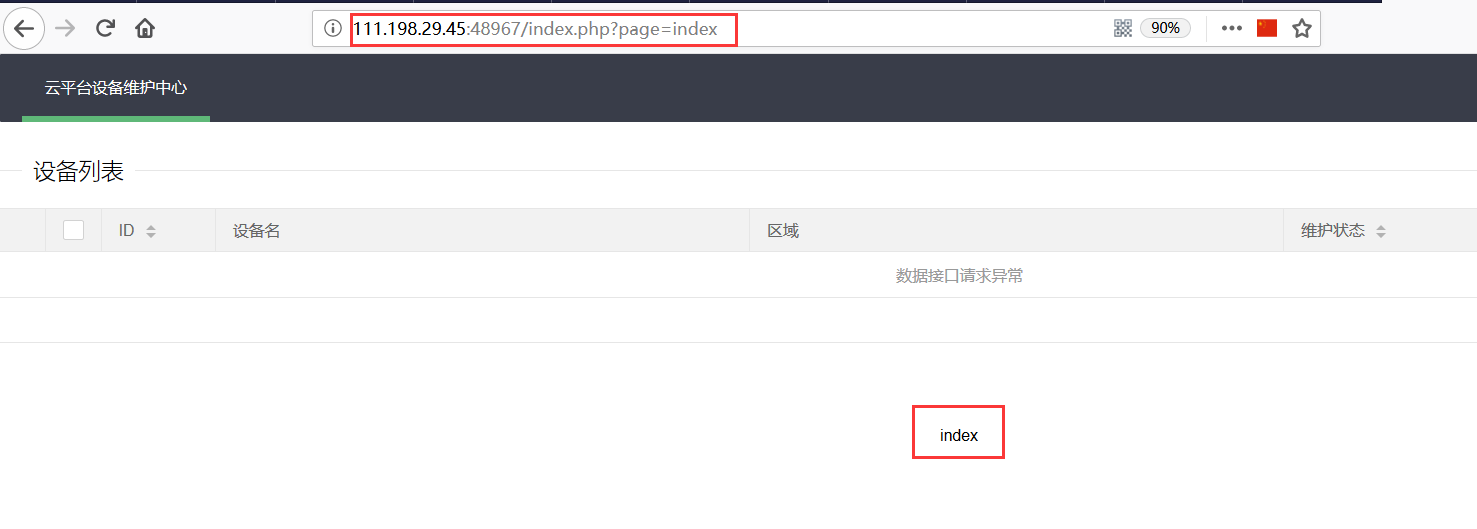 111.198.29.45:48967/index.php?page=index
90%
云平台设备维护中心
设备列表
ID 设备名 区域 维护状态
数据接口请求异常
index